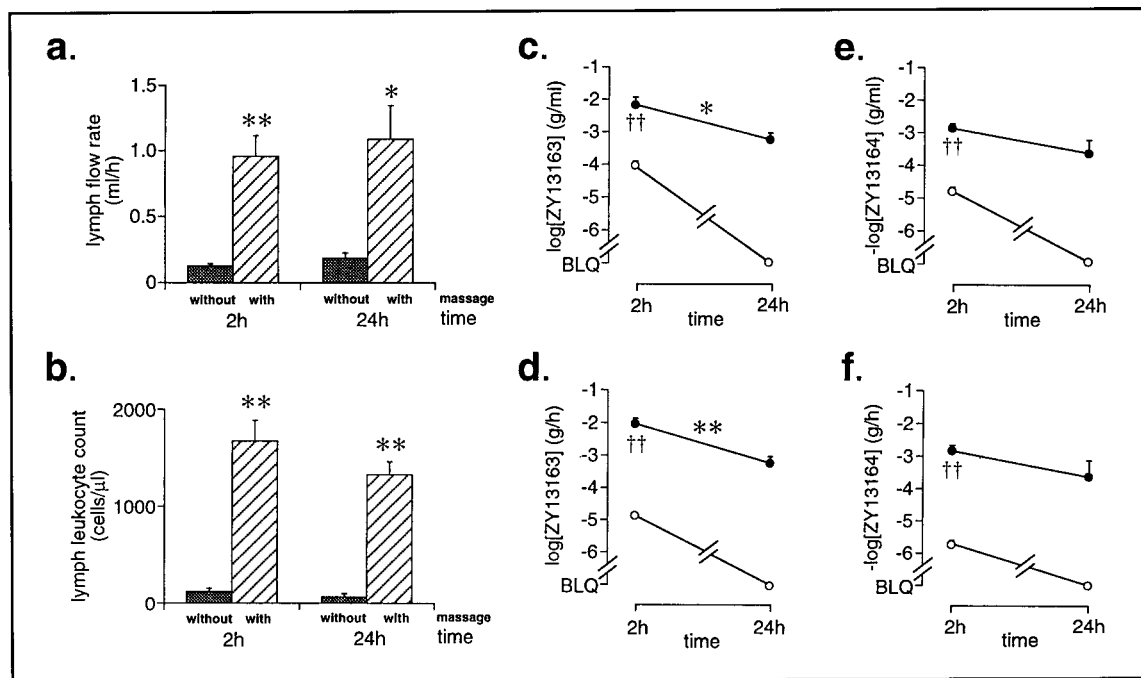 a.
lymph flow rate
(ml/h)
1.5
1.0
0.5
0
**
*
without with without with massage
2h 24h time
b.
lymph leukocyte count
(cells/µl)
2000
1000
0
**
**
without with without with massage
2h 24h time
c.
log[ZY13163] (g/ml)
-1
-2
-3
-4
-5
-6
BLQ
*
††
2h 24h
time
d.
log[ZY13163] (g/h)
-1
-2
-3
-4
-5
-6
BLQ
**
††
2h 24h
time
e.
-log[ZY13164] (g/ml)
-1
-2
-3
-4
-5
-6
BLQ
††
2h 24h
time
f.
-log[ZY13164] (g/h)
-1
-2
-3
-4
-5
-6
BLQ
††
2h 24h
time